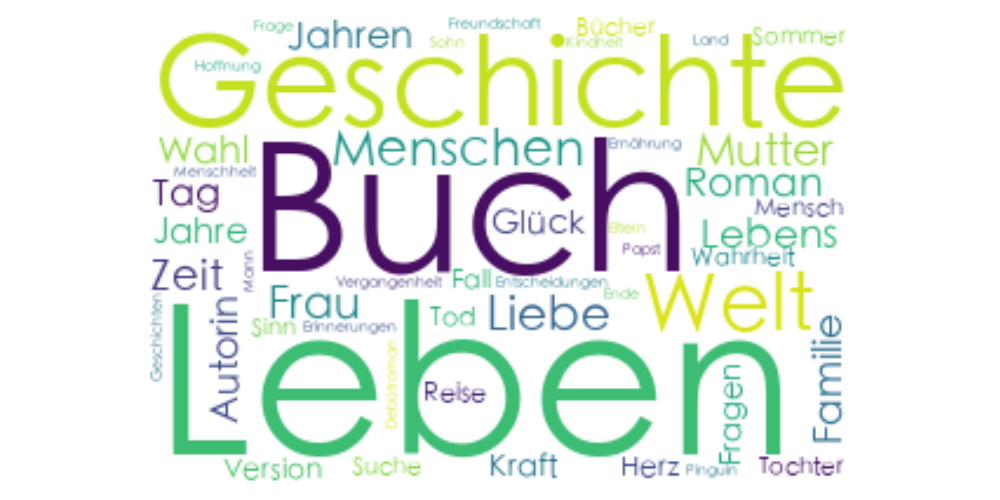 Frage
Jahren
Freundschaft
Bücher
Sohn
Kindheit
Land
Sommer
Hoffnung
Geschichte
Wahl
Menschen
Ernährung
Mutter
Menschheit
Tag
Buch
Roman
Glück
Mensch
Jahre
Eltern
Lebens
Papst
Wahrheit
Zeit
Mann
Vergangenheit
Fall
Entscheidungen
Welt
Geschichten
Autorin
Frau
Ende
Sinn
Erinnerungen
Tod
Liebe
Familie
Leben
Debütroman
Reise
Fragen
Version
Suche
Kraft
Herz
Pinguin
Tochter